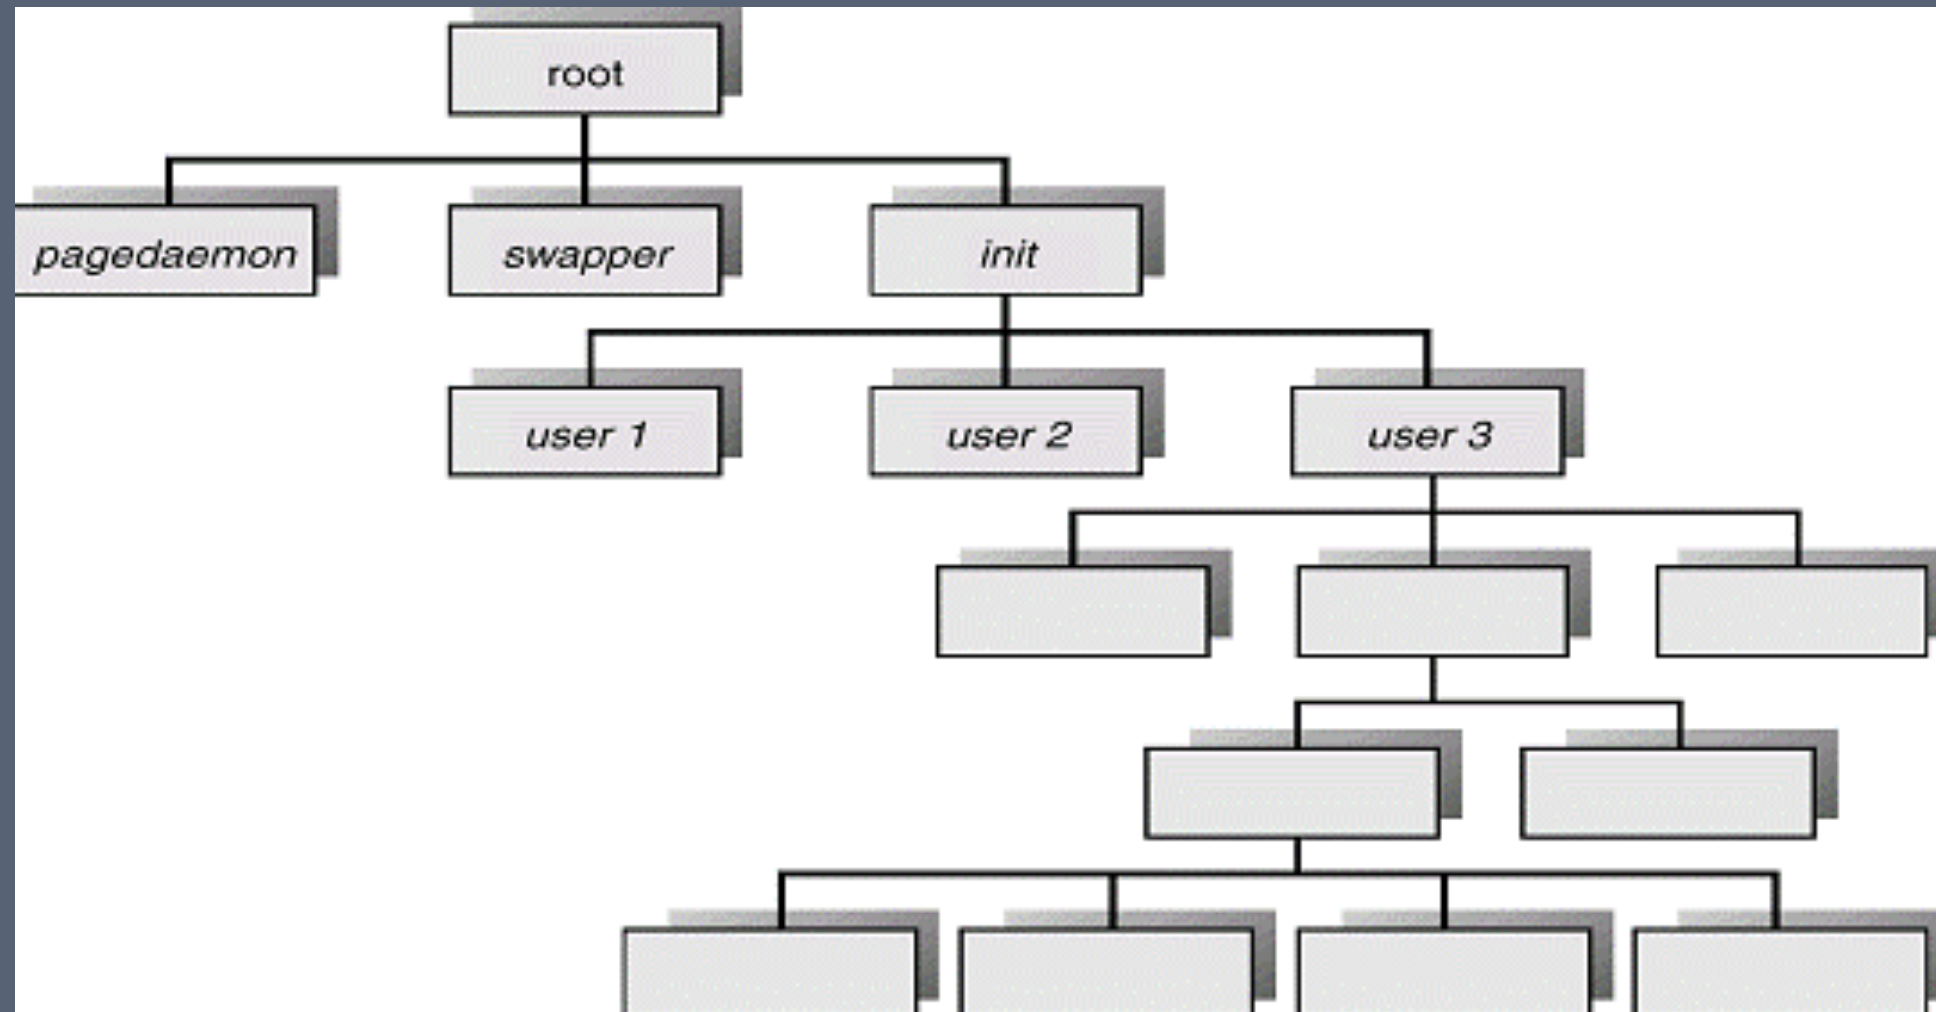 root
pagedaemon
swapper
init
user 1
user 2
user 3